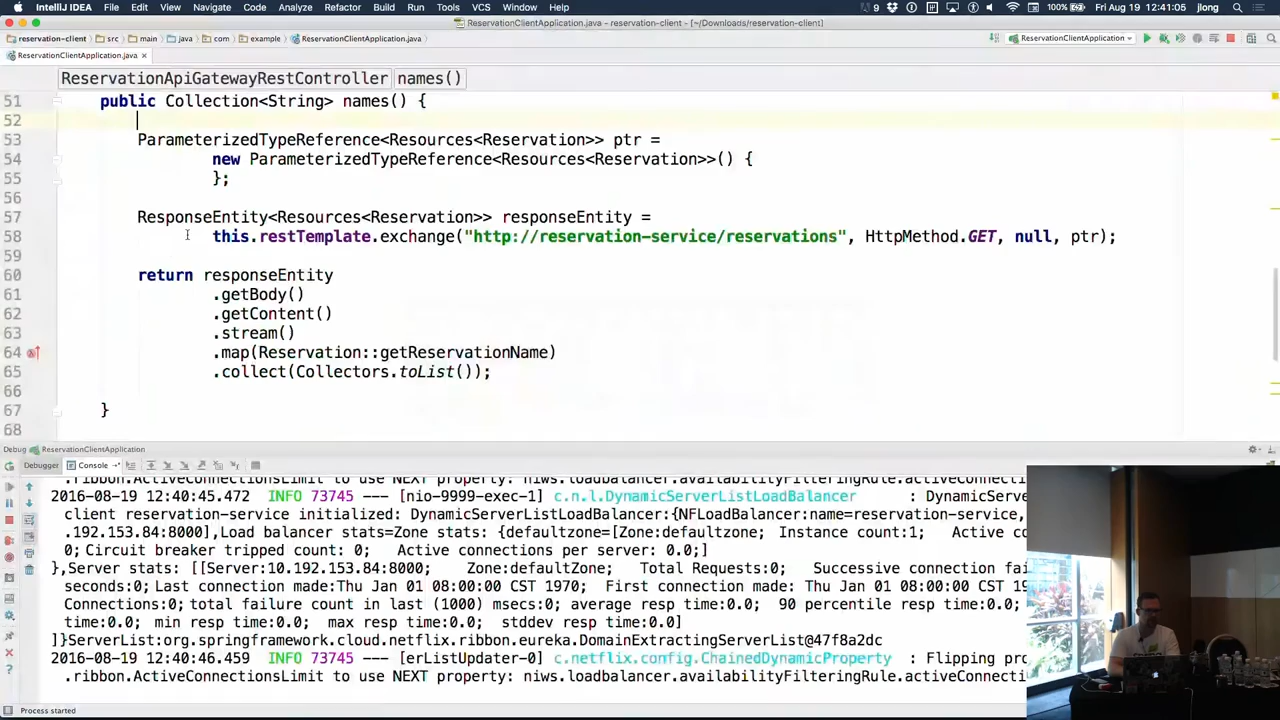 IntelliJ IDEA File Edit View Navigate Code Analyze Refactor Build Run Tools VCS Window Help 9 100% Fri Aug 19 12:41:05 jlong
ReservationClientApplication.java - reservation-client - [~/Downloads/reservation-client]
reservation-client src main java com example ReservationClientApplication.java ReservationClientApplication
ReservationClientApplication.java
ReservationApiGatewayRestController names()
51 public Collection<String> names() {
52
53 ParameterizedTypeReference<Resources<Reservation>> ptr =
54 new ParameterizedTypeReference<Resources<Reservation>>() {
55 };
56
57 ResponseEntity<Resources<Reservation>> responseEntity =
58 this.restTemplate.exchange("http://reservation-service/reservations", HttpMethod.GET, null, ptr);
59
60 return responseEntity
61 .getBody()
62 .getContent()
63 .stream()
64 .map(Reservation::getReservationName)
65 .collect(Collectors.toList());
66
67 }
68
Debug ReservationClientApplication
Debugger Console
.ribbon.ActiveConnectionsLimit to use NEXT property: niws.loadbalancer.availabilityFilteringRule.activeConnecti
2016-08-19 12:40:45.472 INFO 73745 --- [nio-9999-exec-1] c.n.l.DynamicServerListLoadBalancer : DynamicServe
client reservation-service initialized: DynamicServerListLoadBalancer:{NFLoadBalancer:name=reservation-service,
.192.153.84:8000],Load balancer stats=Zone stats: {defaultzone=[Zone:defaultzone; Instance count:1; Active co
0; Circuit breaker tripped count: 0; Active connections per server: 0.0;]
},Server stats: [[Server:10.192.153.84:8000; Zone:defaultZone; Total Requests:0; Successive connection fai
seconds:0; Last connection made:Thu Jan 01 08:00:00 CST 1970; First connection made: Thu Jan 01 08:00:00 CST
Connections:0; total failure count in last (1000) msecs:0; average resp time:0.0; 90 percentile resp time:0.0;
time:0.0; min resp time:0.0; max resp time:0.0; stddev resp time:0.0]
]}ServerList:org.springframework.cloud.netflix.ribbon.eureka.DomainExtractingServerList@47f8a2dc
2016-08-19 12:40:46.459 INFO 73745 --- [erListUpdater-0] c.netflix.config.ChainedDynamicProperty : Flipping pro
.ribbon.ActiveConnectionsLimit to use NEXT property: niws.loadbalancer.availabilityFilteringRule.activeConnecti
Process started